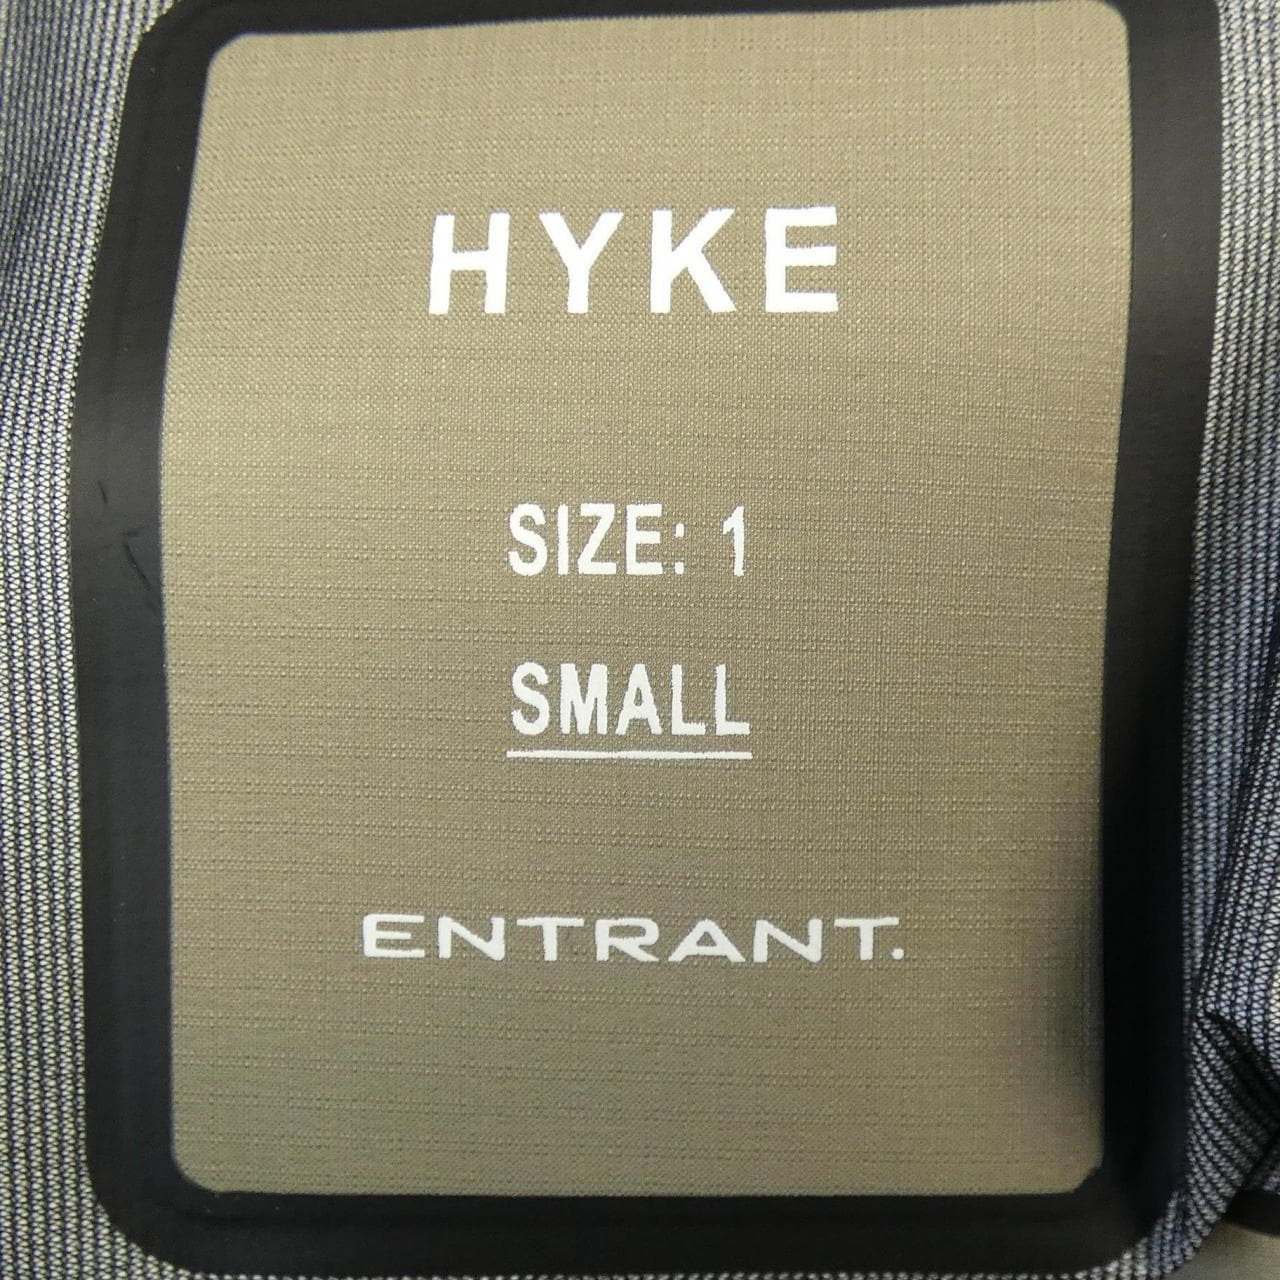 HYKE
SIZE: 1
SMALL
ENTRANT.